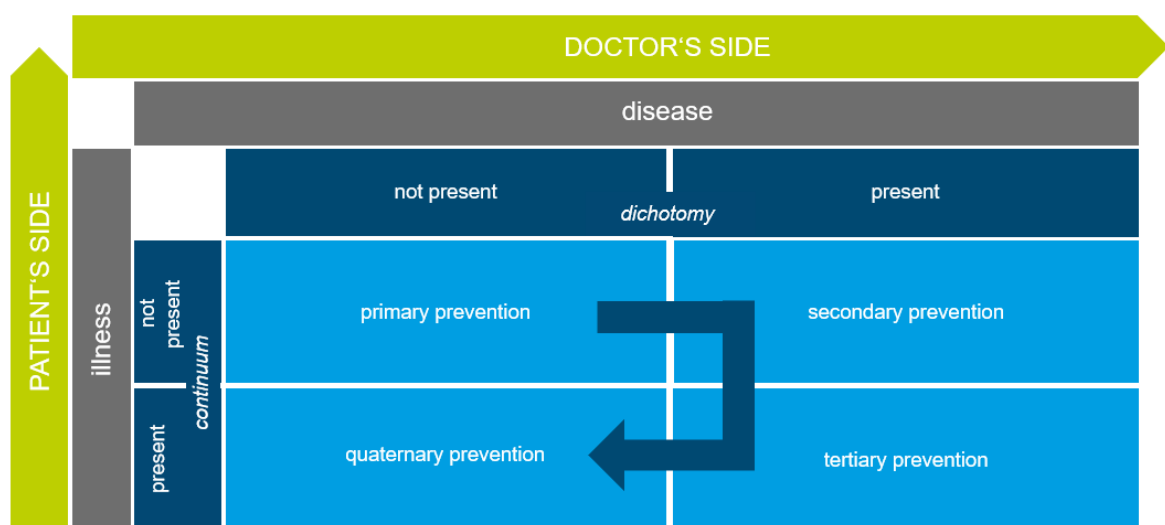 DOCTOR‘S SIDE
disease
not present
present
dichotomy
PATIENT‘S SIDE
illness
not
present
continuum
present
primary prevention
secondary prevention
quaternary prevention
tertiary prevention